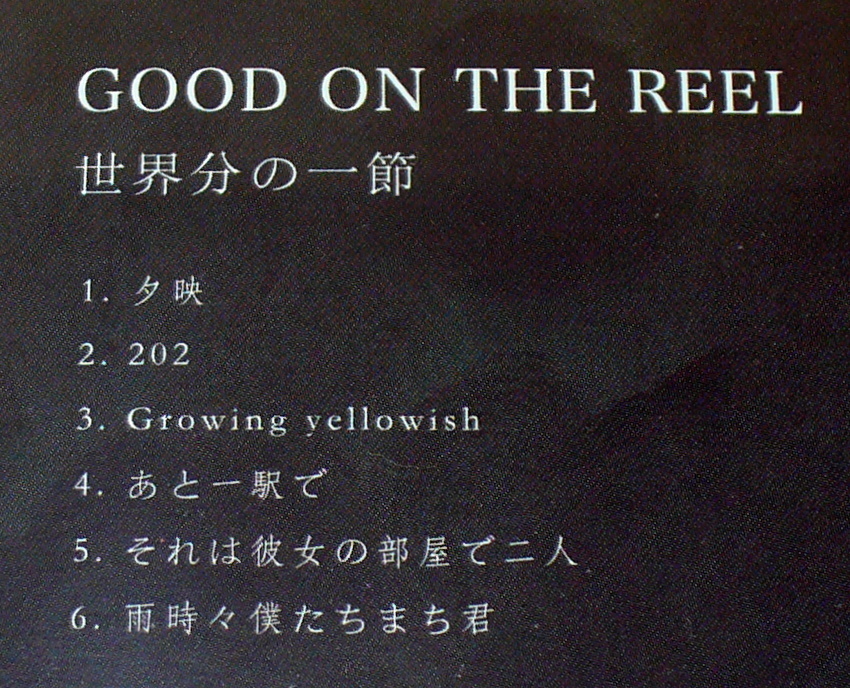 GOOD ON THE REEL
世界分の一節
1. 夕映
2. 202
3. Growing yellowish
4. あと一駅で
5. それは彼女の部屋で二人
6. 雨時々僕たちまち君